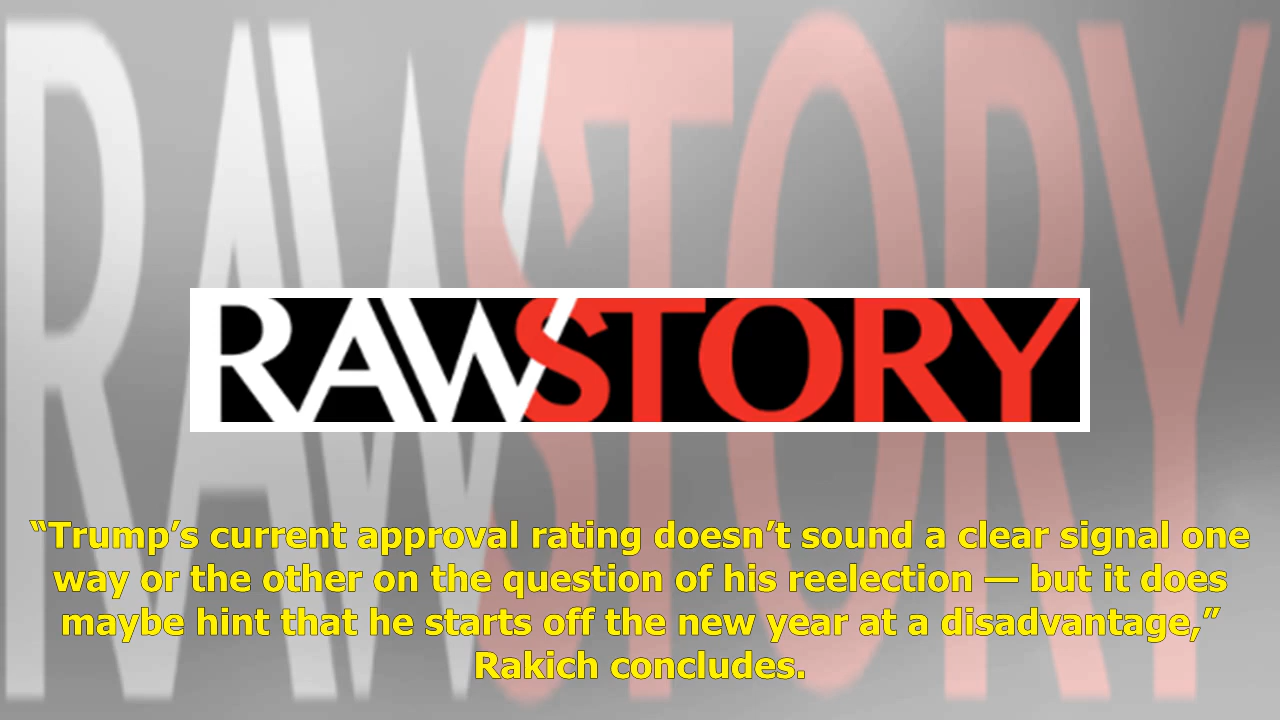 RAWSTORY
RAWSTORY
“Trump’s current approval rating doesn’t sound a clear signal one
way or the other on the question of his reelection — but it does
maybe hint that he starts off the new year at a disadvantage,”
Rakich concludes.